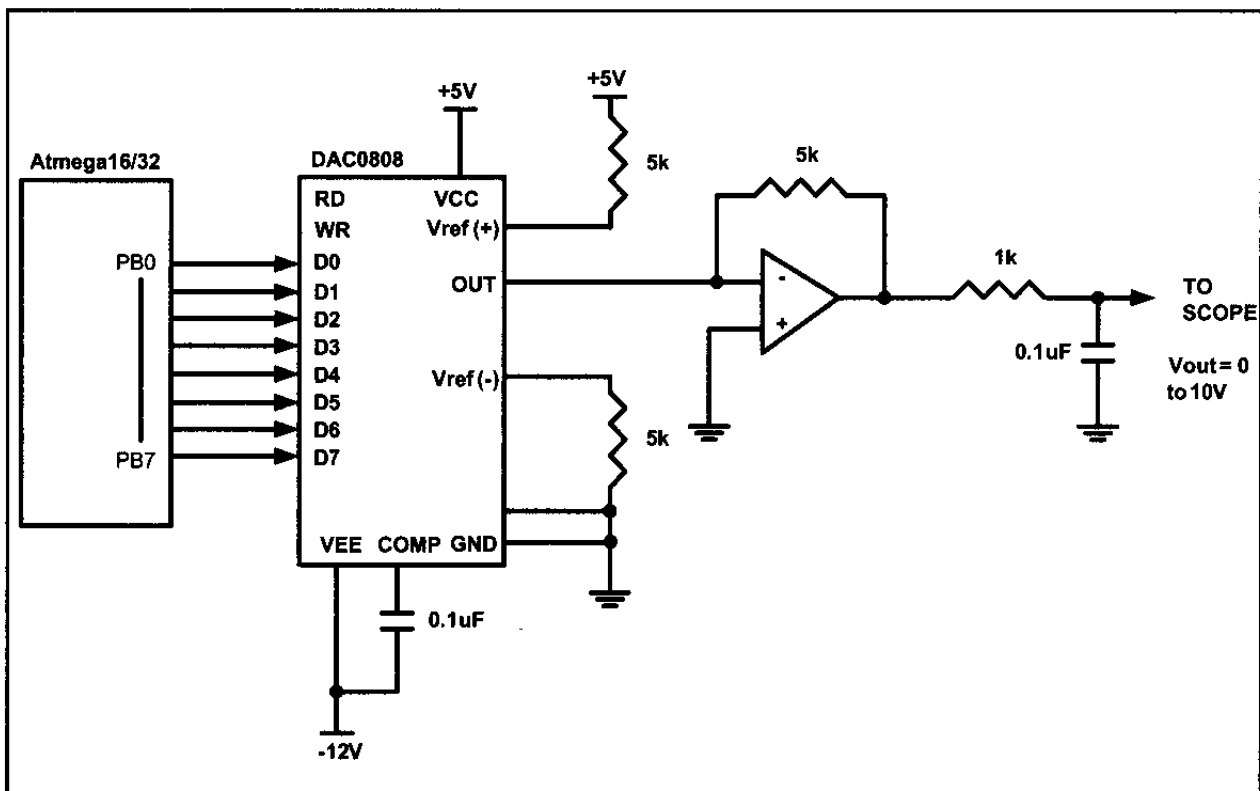 Atmega16/32
PB0
PB7
DAC0808
+5V
RD
VCC
WR
Vref (+)
D0
D1
OUT
D2
D3
D4
Vref (-)
D5
D6
D7
VEE COMP GND
0.1uF
-12V
+5V
5k
5k
5k
-
+
1k
0.1uF
TO
SCOPE
Vout = 0
to 10V